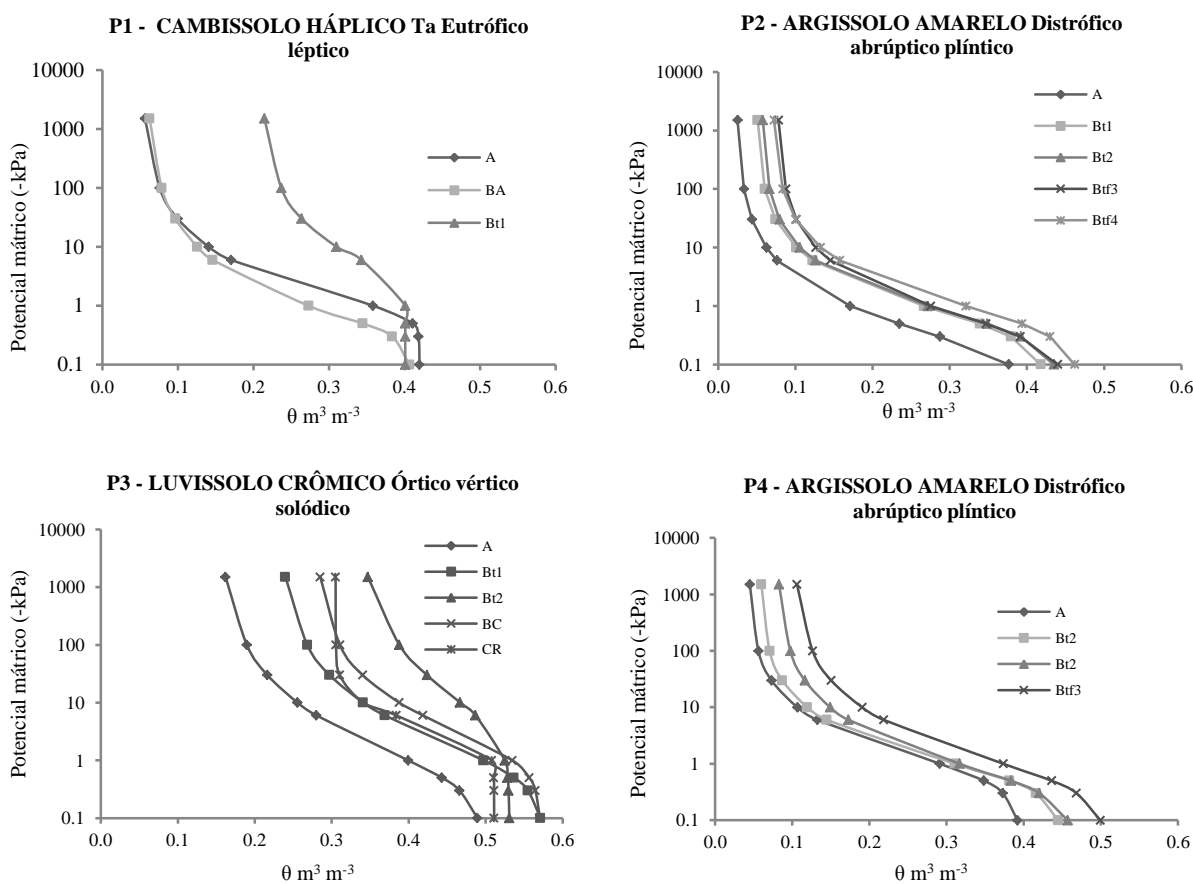 P1 - CAMBISSOLO HÁPLICO Ta Eutrófico
léptico
Potencial mátrico (-kPa)
10000
1000
100
10
1
0.1
0.0
0.1
0.2
0.3
0.4
0.5
0.6
θ m³ m⁻³
A
BA
Bt1
P2 - ARGISSOLO AMARELO Distrófico
abrúptico plíntico
Potencial mátrico (-kPa)
10000
1000
100
10
1
0.1
0.0
0.1
0.2
0.3
0.4
0.5
0.6
θ m³ m⁻³
A
Bt1
Bt2
Btf3
Btf4
P3 - LUVISSOLO CRÔMICO Órtico vértico
solódico
Potencial mátrico (-kPa)
10000
1000
100
10
1
0.1
0.0
0.1
0.2
0.3
0.4
0.5
0.6
θ m³ m⁻³
A
Bt1
Bt2
BC
CR
P4 - ARGISSOLO AMARELO Distrófico
abrúptico plíntico
Potencial mátrico (-kPa)
10000
1000
100
10
1
0.1
0.0
0.1
0.2
0.3
0.4
0.5
0.6
θ m³ m⁻³
A
Bt2
Bt2
Btf3